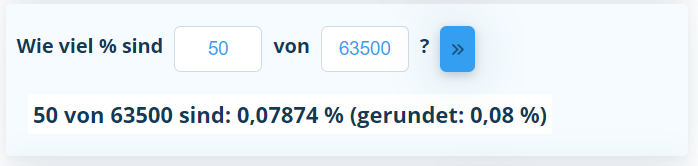 Wie viel % sind 50 von 63500 ? »
50 von 63500 sind: 0,07874 % (gerundet: 0,08 %)